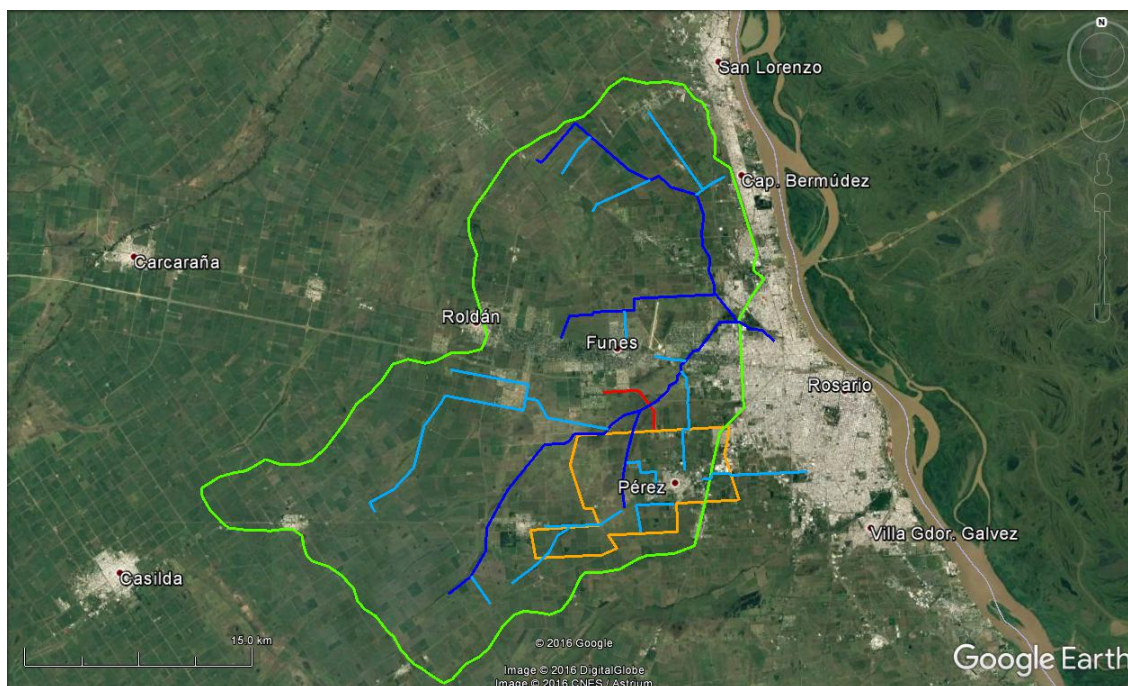 N
San Lorenzo
Cap. Bermúdez
Carcaraña
Roldán
Funes
Rosario
Pérez
Villa Gdor. Galvez
Casilda
15.0 km
© 2016 Google
Image © 2016 DigitalGlobe
Image © 2016 CNES / Astrium
Google Earth